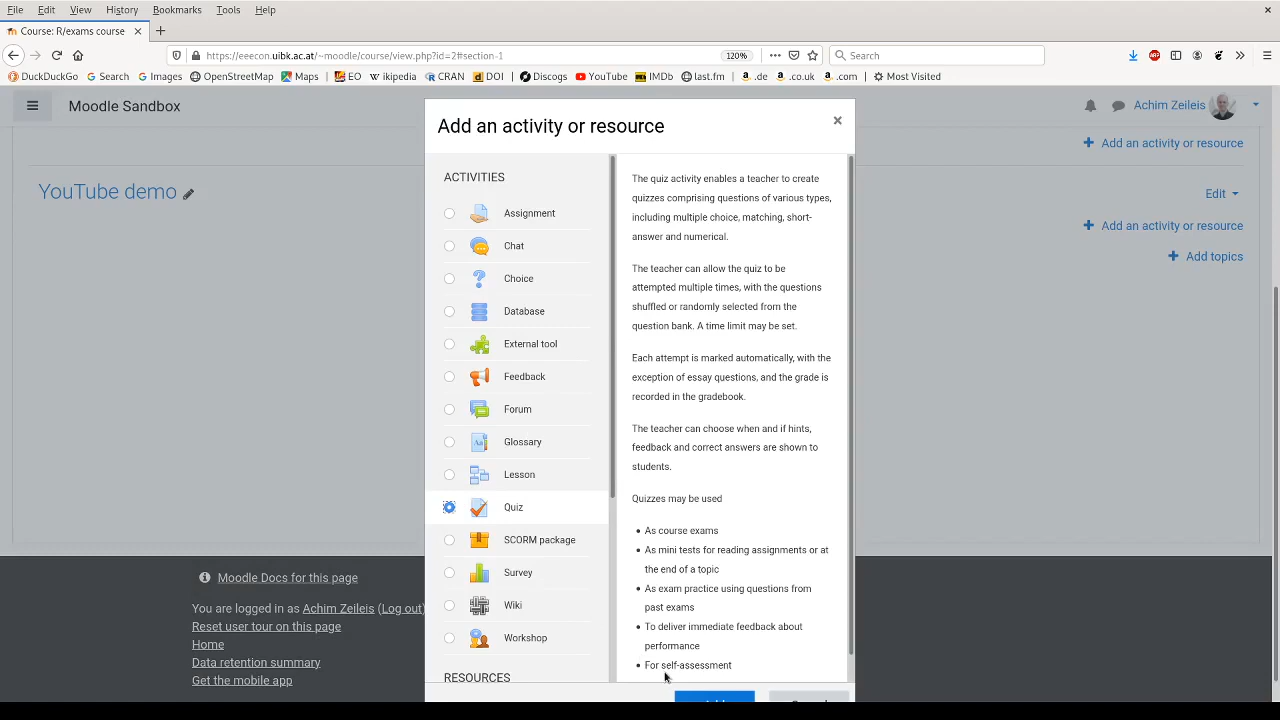 File Edit View History Bookmarks Tools Help
Course: R/exams course
https://eeecon.uibk.ac.at/~moodle/course/view.php?id=2#section-1 120% Search
DuckDuckGo Search Images OpenStreetMap Maps EO wikipedia CRAN DOI Discogs YouTube IMDb last.fm .de .co.uk .com Most Visited
Moodle Sandbox
Achim Zeileis
Add an activity or resource
YouTube demo
Edit
Add an activity or resource
Add topics
Add an activity or resource
ACTIVITIES
Assignment
Chat
Choice
Database
External tool
Feedback
Forum
Glossary
Lesson
Quiz
SCORM package
Survey
Wiki
Workshop
RESOURCES
The quiz activity enables a teacher to create
quizzes comprising questions of various types,
including multiple choice, matching, short-
answer and numerical.
The teacher can allow the quiz to be
attempted multiple times, with the questions
shuffled or randomly selected from the
question bank. A time limit may be set.
Each attempt is marked automatically, with the
exception of essay questions, and the grade is
recorded in the gradebook.
The teacher can choose when and if hints,
feedback and correct answers are shown to
students.
Quizzes may be used
As course exams
As mini tests for reading assignments or at
the end of a topic
As exam practice using questions from
past exams
To deliver immediate feedback about
performance
For self-assessment
Moodle Docs for this page
You are logged in as Achim Zeileis (Log out)
Reset user tour on this page
Home
Data retention summary
Get the mobile app